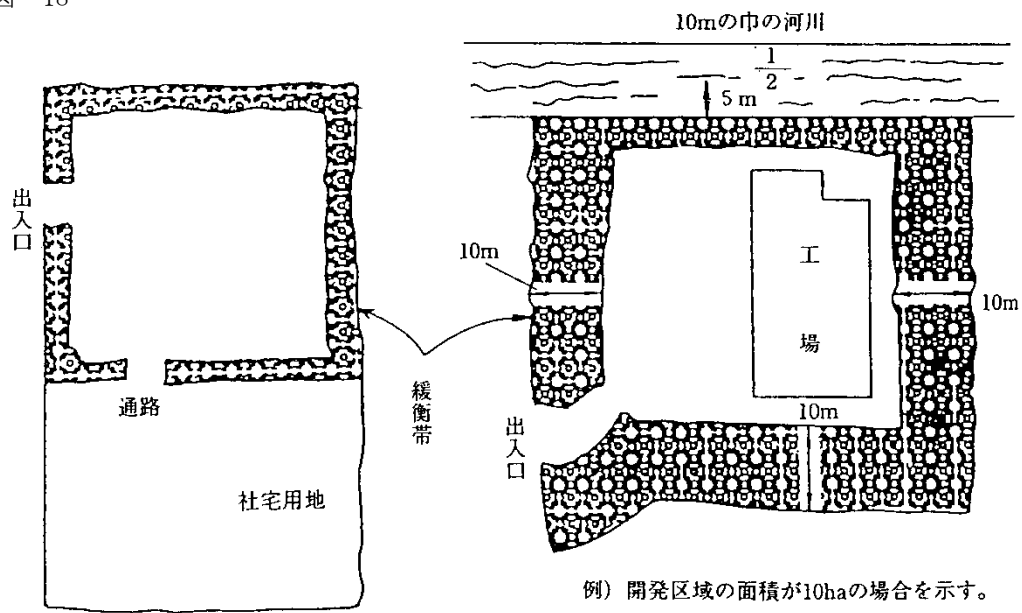 図 18
10mの巾の河川
1
2
5m
出入口
通路
社宅用地
緩衝帯
10m
工場
10m
10m
出入口
例) 開発区域の面積が10haの場合を示す。